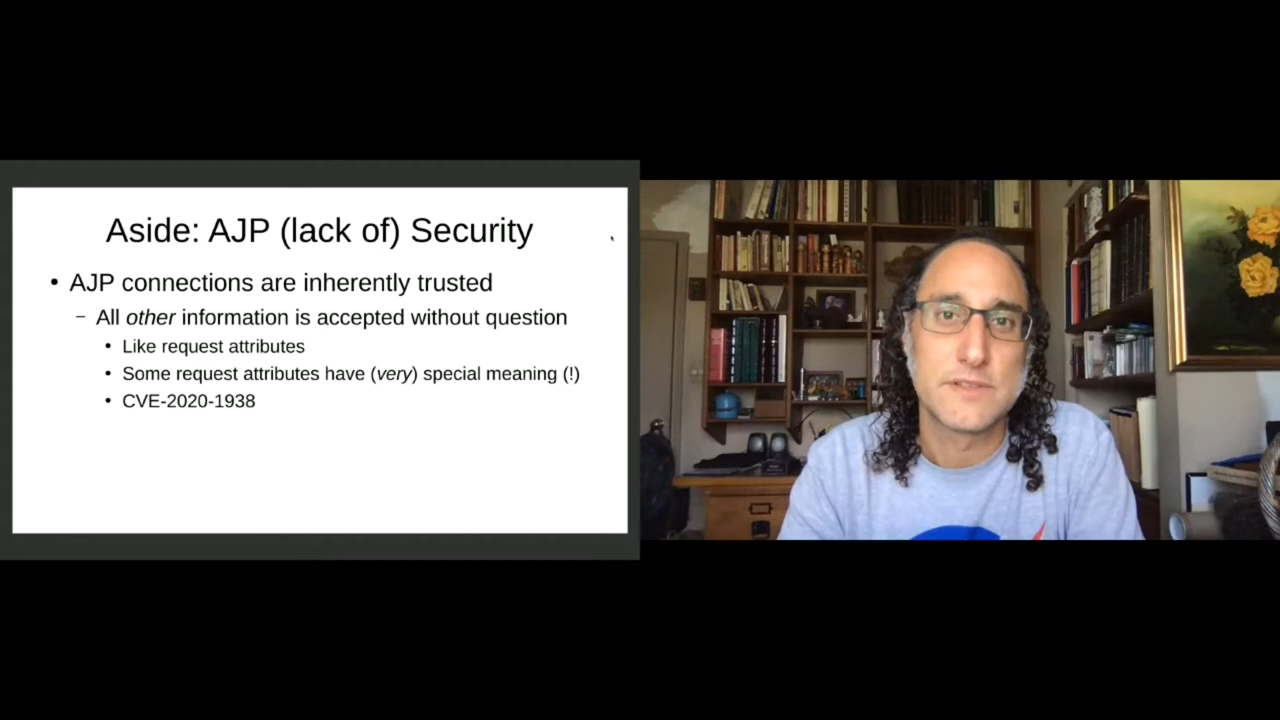 Aside: AJP (lack of) Security
• AJP connections are inherently trusted
– All other information is accepted without question
• Like request attributes
• Some request attributes have (very) special meaning (!)
• CVE-2020-1938